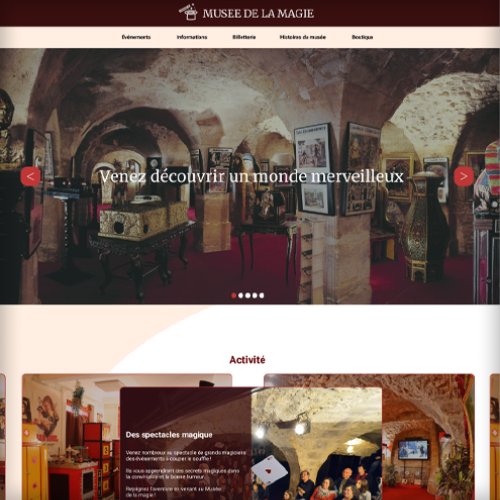 MUSEE DE LA MAGIE
Évènements
Informations
Billetterie
Histoires du musée
Boutique
Venez découvrir un monde merveilleux
Activité
Des spectacles magique
Venez nombreux au spectacle de grands magiciens
des évènements à couper le souffle !
Ils vous apprendront des secrets magiques dans
la convivialité et la bonne humeur.
Rejoignez l'aventure en venant au Musée
de la magie !